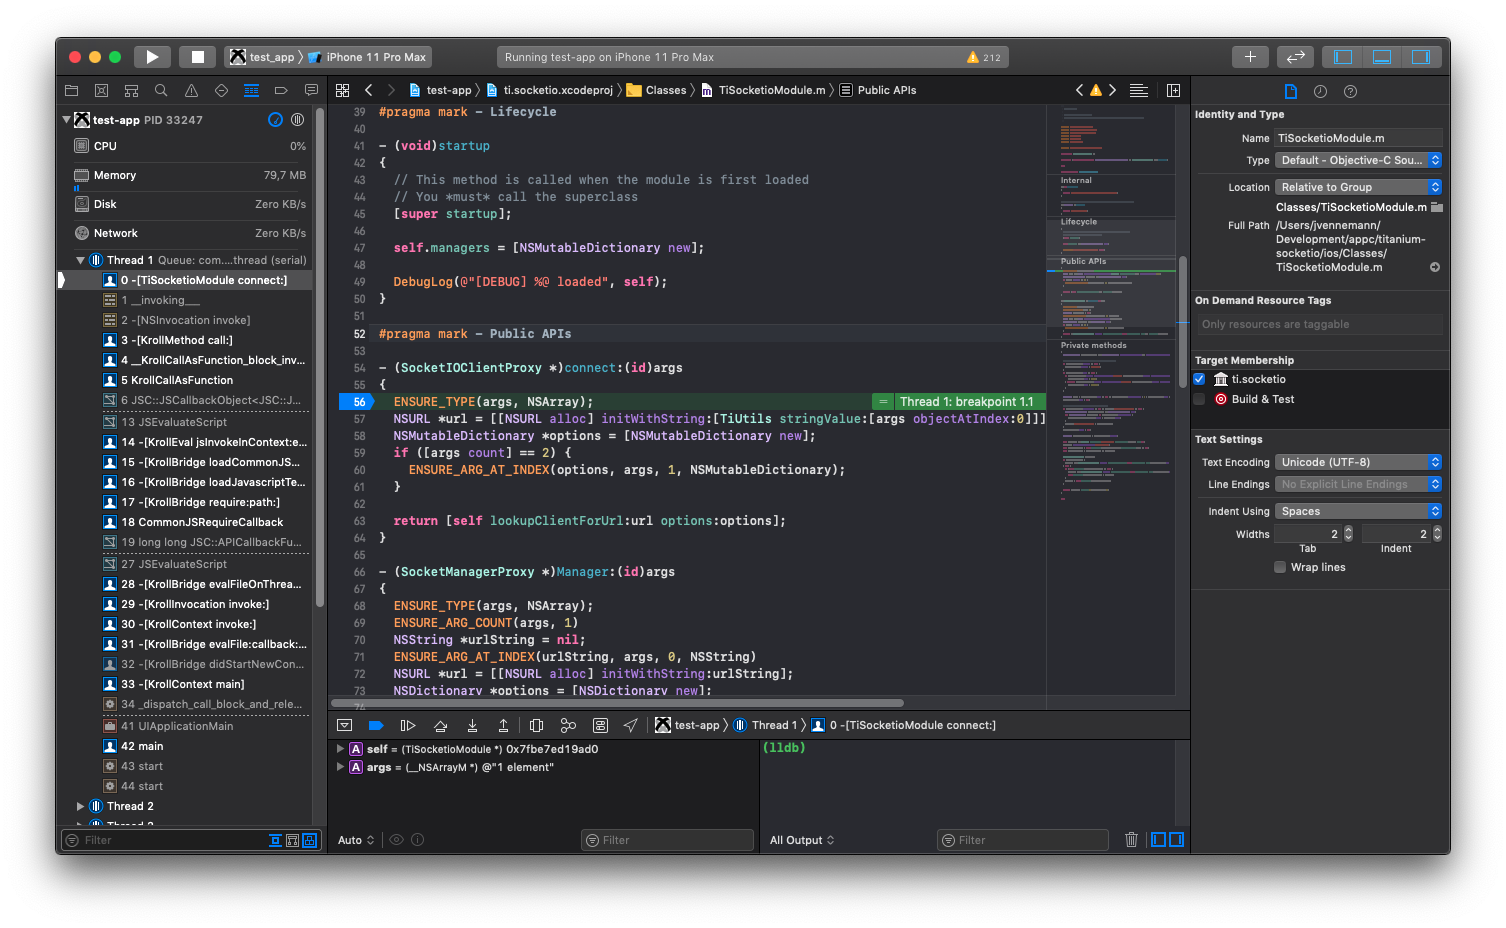 test_app 〉 iPhone 11 Pro Max
Running test-app on iPhone 11 Pro Max
212
test-app PID 33247
CPU 0%
Memory 79,7 MB
Disk Zero KB/s
Network Zero KB/s
Thread 1 Queue: com....thread (serial)
0 -[TiSocketioModule connect:]
1 __invoking___
2 -[NSInvocation invoke]
3 -[KrollMethod call:]
4 __KrollCallAsFunction_block_inv...
5 KrollCallAsFunction
6 JSC::JSCallbackObject<JSC::J...
13 JSEvaluateScript
14 -[KrollEval jsInvokeInContext:e...
15 -[KrollBridge loadCommonJS...
16 -[KrollBridge loadJavascriptTe...
17 -[KrollBridge require:path:]
18 CommonJSRequireCallback
19 long long JSC::APICallbackFu...
27 JSEvaluateScript
28 -[KrollBridge evalFileOnThrea...
29 -[KrollInvocation invoke:]
30 -[KrollContext invoke:]
31 -[KrollBridge evalFile:callback:...
32 -[KrollBridge didStartNewCon...
33 -[KrollContext main]
34 _dispatch_call_block_and_rele...
41 UIApplicationMain
42 main
43 start
44 start
Thread 2
Filter
test-app 〉 ti.socketio.xcodeproj 〉 Classes 〉 TiSocketioModule.m 〉 Public APIs
39 #pragma mark - Lifecycle
40
41 - (void)startup
42 {
43 // This method is called when the module is first loaded
44 // You *must* call the superclass
45 [super startup];
46
47 self.managers = [NSMutableDictionary new];
48
49 DebugLog(@"[DEBUG] %@ loaded", self);
50 }
51
52 #pragma mark - Public APIs
53
54 - (SocketIOClientProxy *)connect:(id)args
55 {
56 ENSURE_TYPE(args, NSArray); = Thread 1: breakpoint 1.1
57 NSURL *url = [[NSURL alloc] initWithString:[TiUtils stringValue:[args objectAtIndex:0]]]
58 NSMutableDictionary *options = [NSMutableDictionary new];
59 if ([args count] == 2) {
60 ENSURE_ARG_AT_INDEX(options, args, 1, NSMutableDictionary);
61 }
62
63 return [self lookupClientForUrl:url options:options];
64 }
65
66 - (SocketManagerProxy *)Manager:(id)args
67 {
68 ENSURE_TYPE(args, NSArray);
69 ENSURE_ARG_COUNT(args, 1)
70 NSString *urlString = nil;
71 ENSURE_ARG_AT_INDEX(urlString, args, 0, NSString)
72 NSURL *url = [[NSURL alloc] initWithString:urlString];
73 NSDictionary *options = [NSDictionary new];
74
Internal
Lifecycle
Public APIs
Private methods
test-app 〉 Thread 1 〉 0 -[TiSocketioModule connect:]
A self = (TiSocketioModule *) 0x7fbe7ed19ad0
A args = (__NSArrayM *) @"1 element"
Auto
Filter
(lldb)
All Output
Filter
Identity and Type
Name TiSocketioModule.m
Type Default - Objective-C Sou...
Location Relative to Group
Classes/TiSocketioModule.m
Full Path /Users/jvennemann/
Development/appc/titanium-
socketio/ios/Classes/
TiSocketioModule.m
On Demand Resource Tags
Only resources are taggable
Target Membership
ti.socketio
Build & Test
Text Settings
Text Encoding Unicode (UTF-8)
Line Endings No Explicit Line Endings
Indent Using Spaces
Widths 2 2
Tab Indent
Wrap lines